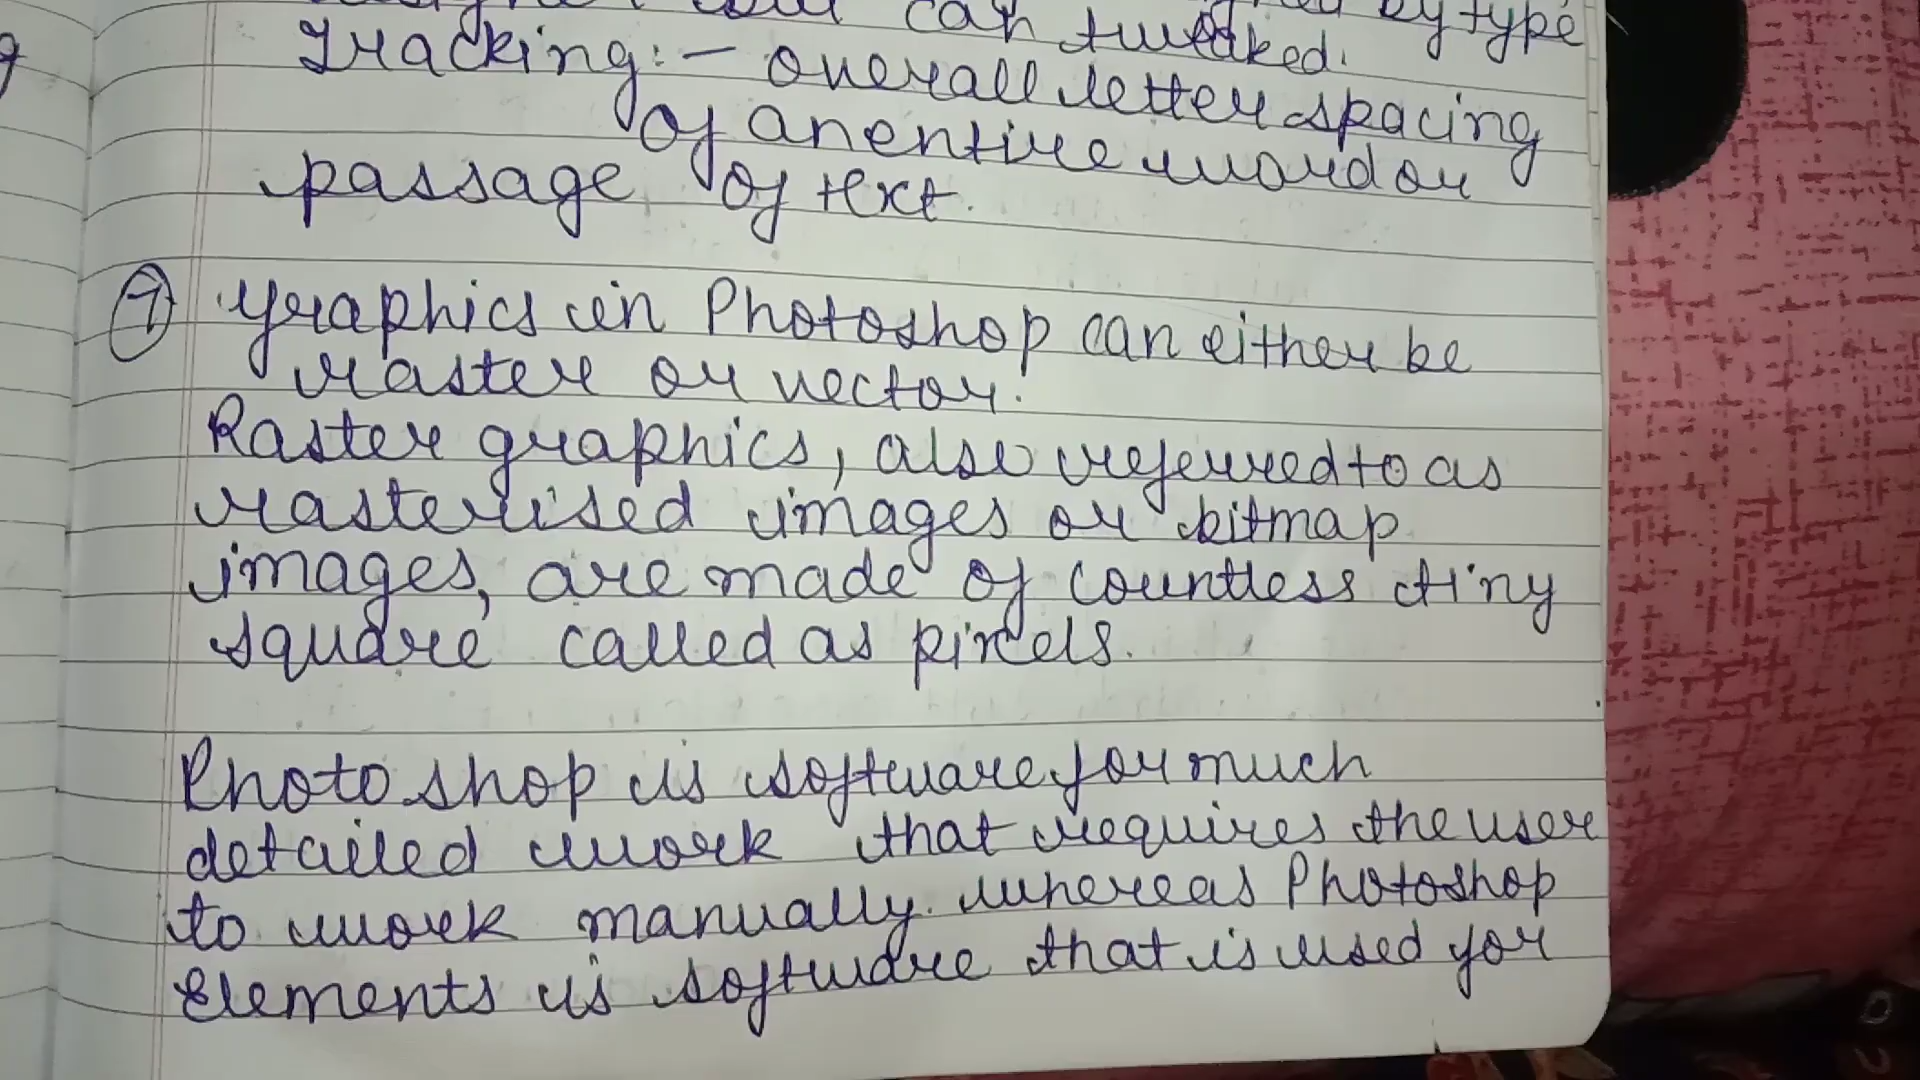 can tweaked. by type
Tracking:- overall letter spacing
of an entire word or
passage of text.
7 Graphics in Photoshop can either be
raster or vector.
Raster graphics, also referred to as
rasterised images or bitmap
images, are made of countless tiny
square called as pixels.
Photoshop is software for much
detailed work that requires the user
to work manually. whereas Photoshop
Elements is software that is used for